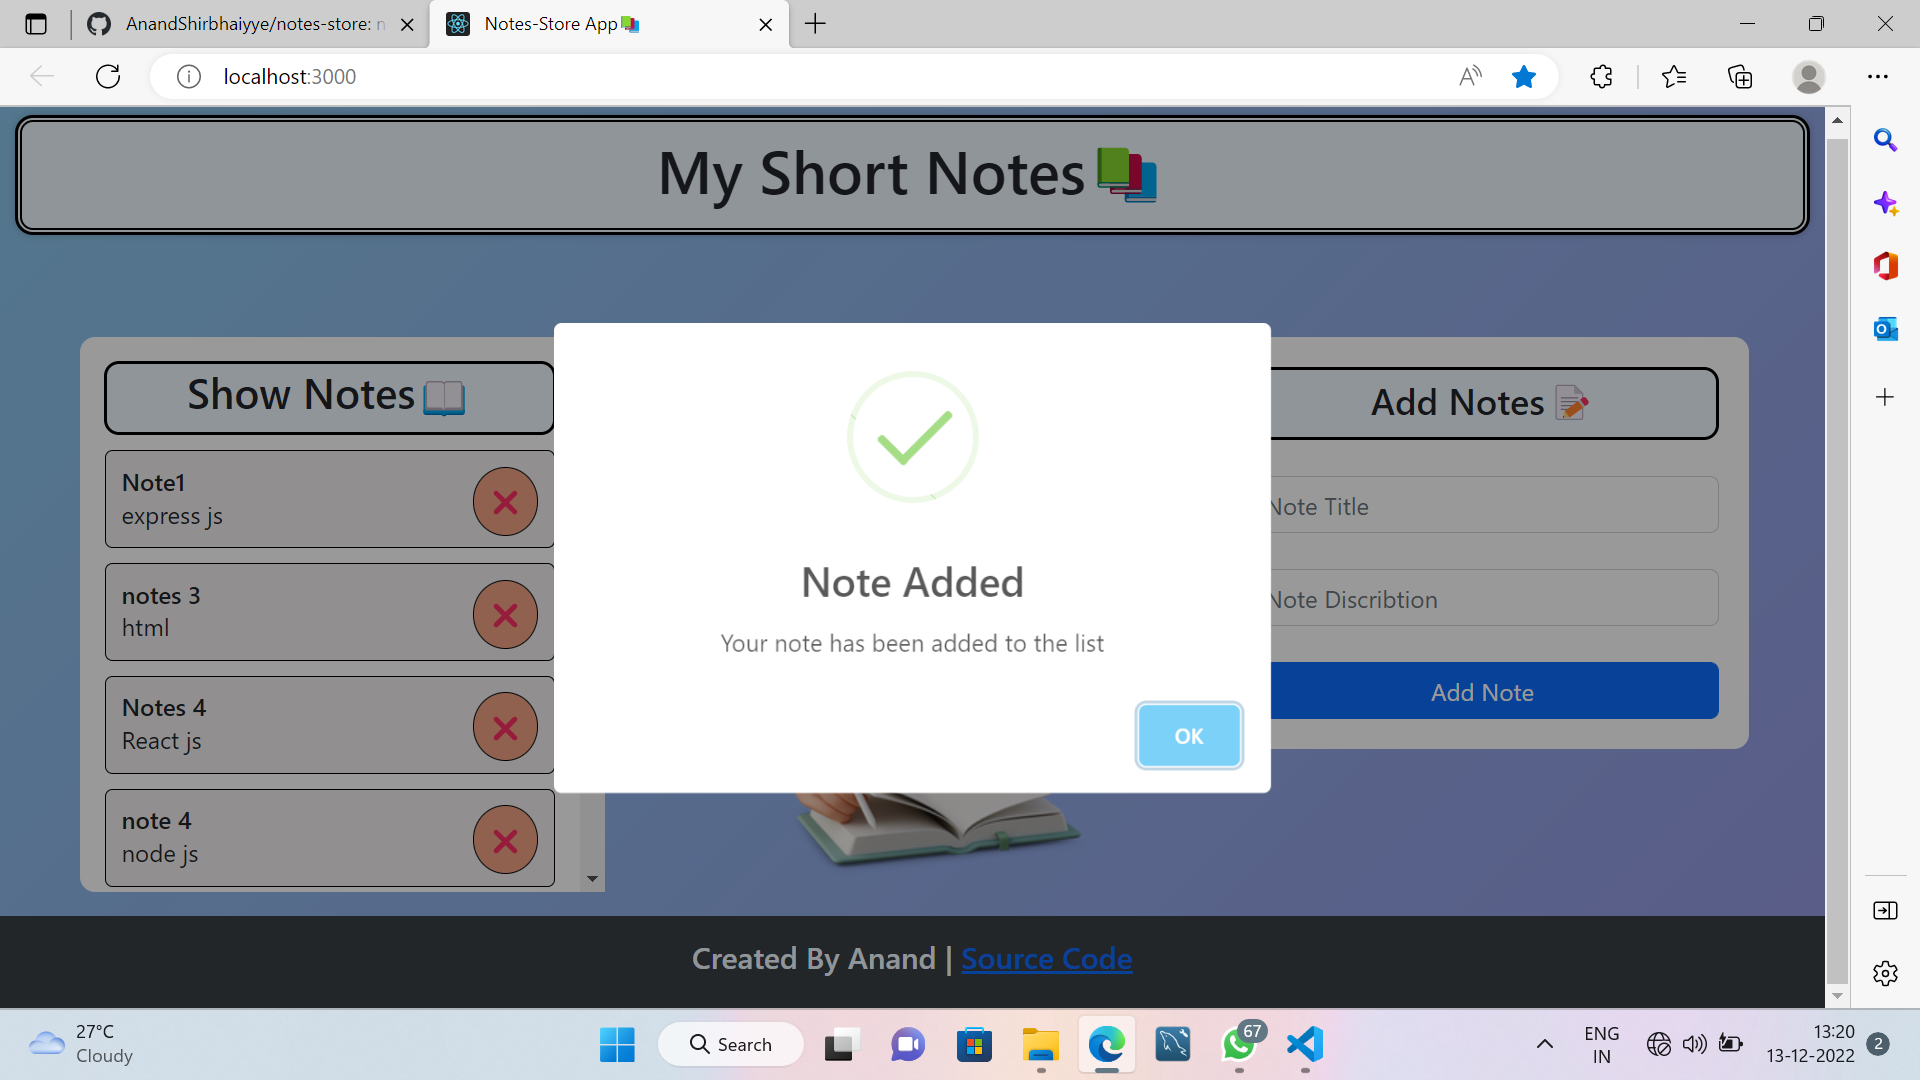 AnandShirbhaiyye/notes-store: n
Notes-Store App
localhost:3000
My Short Notes
Show Notes
Note1
express js
notes 3
html
Notes 4
React js
note 4
node js
Note Added
Your note has been added to the list
OK
Add Notes
Note Title
Note Discribtion
Add Note
Created By Anand | Source Code
27°C
Cloudy
Search
67
ENG
IN
13:20
13-12-2022
2